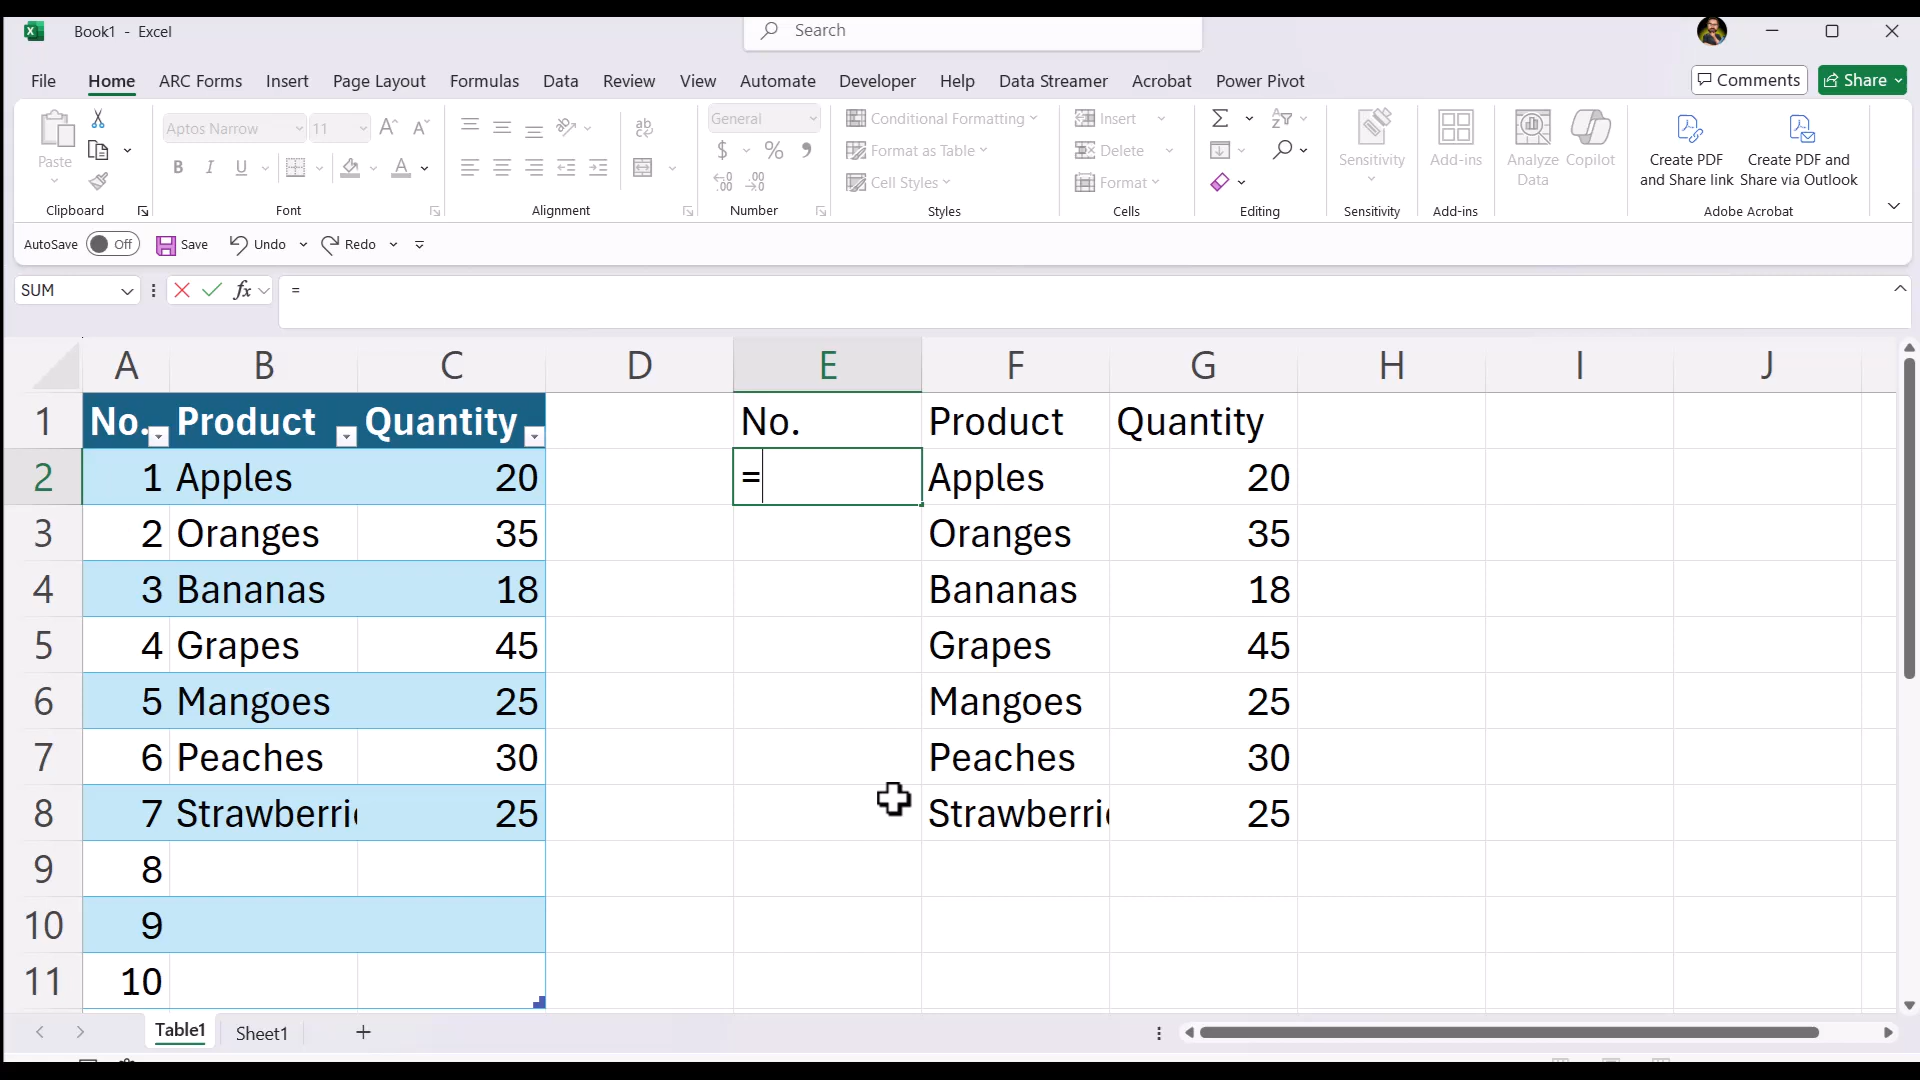 Book1 - Excel
Search
File Home ARC Forms Insert Page Layout Formulas Data Review View Automate Developer Help Data Streamer Acrobat Power Pivot
Comments Share
Paste
Aptos Narrow 11
B I U
General
Conditional Formatting
Format as Table
Cell Styles
Insert
Delete
Format
Sensitivity
Add-ins
Analyze Data
Copilot
Create PDF and Share link
Create PDF and Share via Outlook
Clipboard Font Alignment Number Styles Cells Editing Sensitivity Add-ins Adobe Acrobat
AutoSave Off Save Undo Redo
SUM fx =
A B C D E F G H I J
1 No. Product Quantity No. Product Quantity
2 1 Apples 20 = Apples 20
3 2 Oranges 35 Oranges 35
4 3 Bananas 18 Bananas 18
5 4 Grapes 45 Grapes 45
6 5 Mangoes 25 Mangoes 25
7 6 Peaches 30 Peaches 30
8 7 Strawberri 25 Strawberri 25
9 8
10 9
11 10
Table1 Sheet1